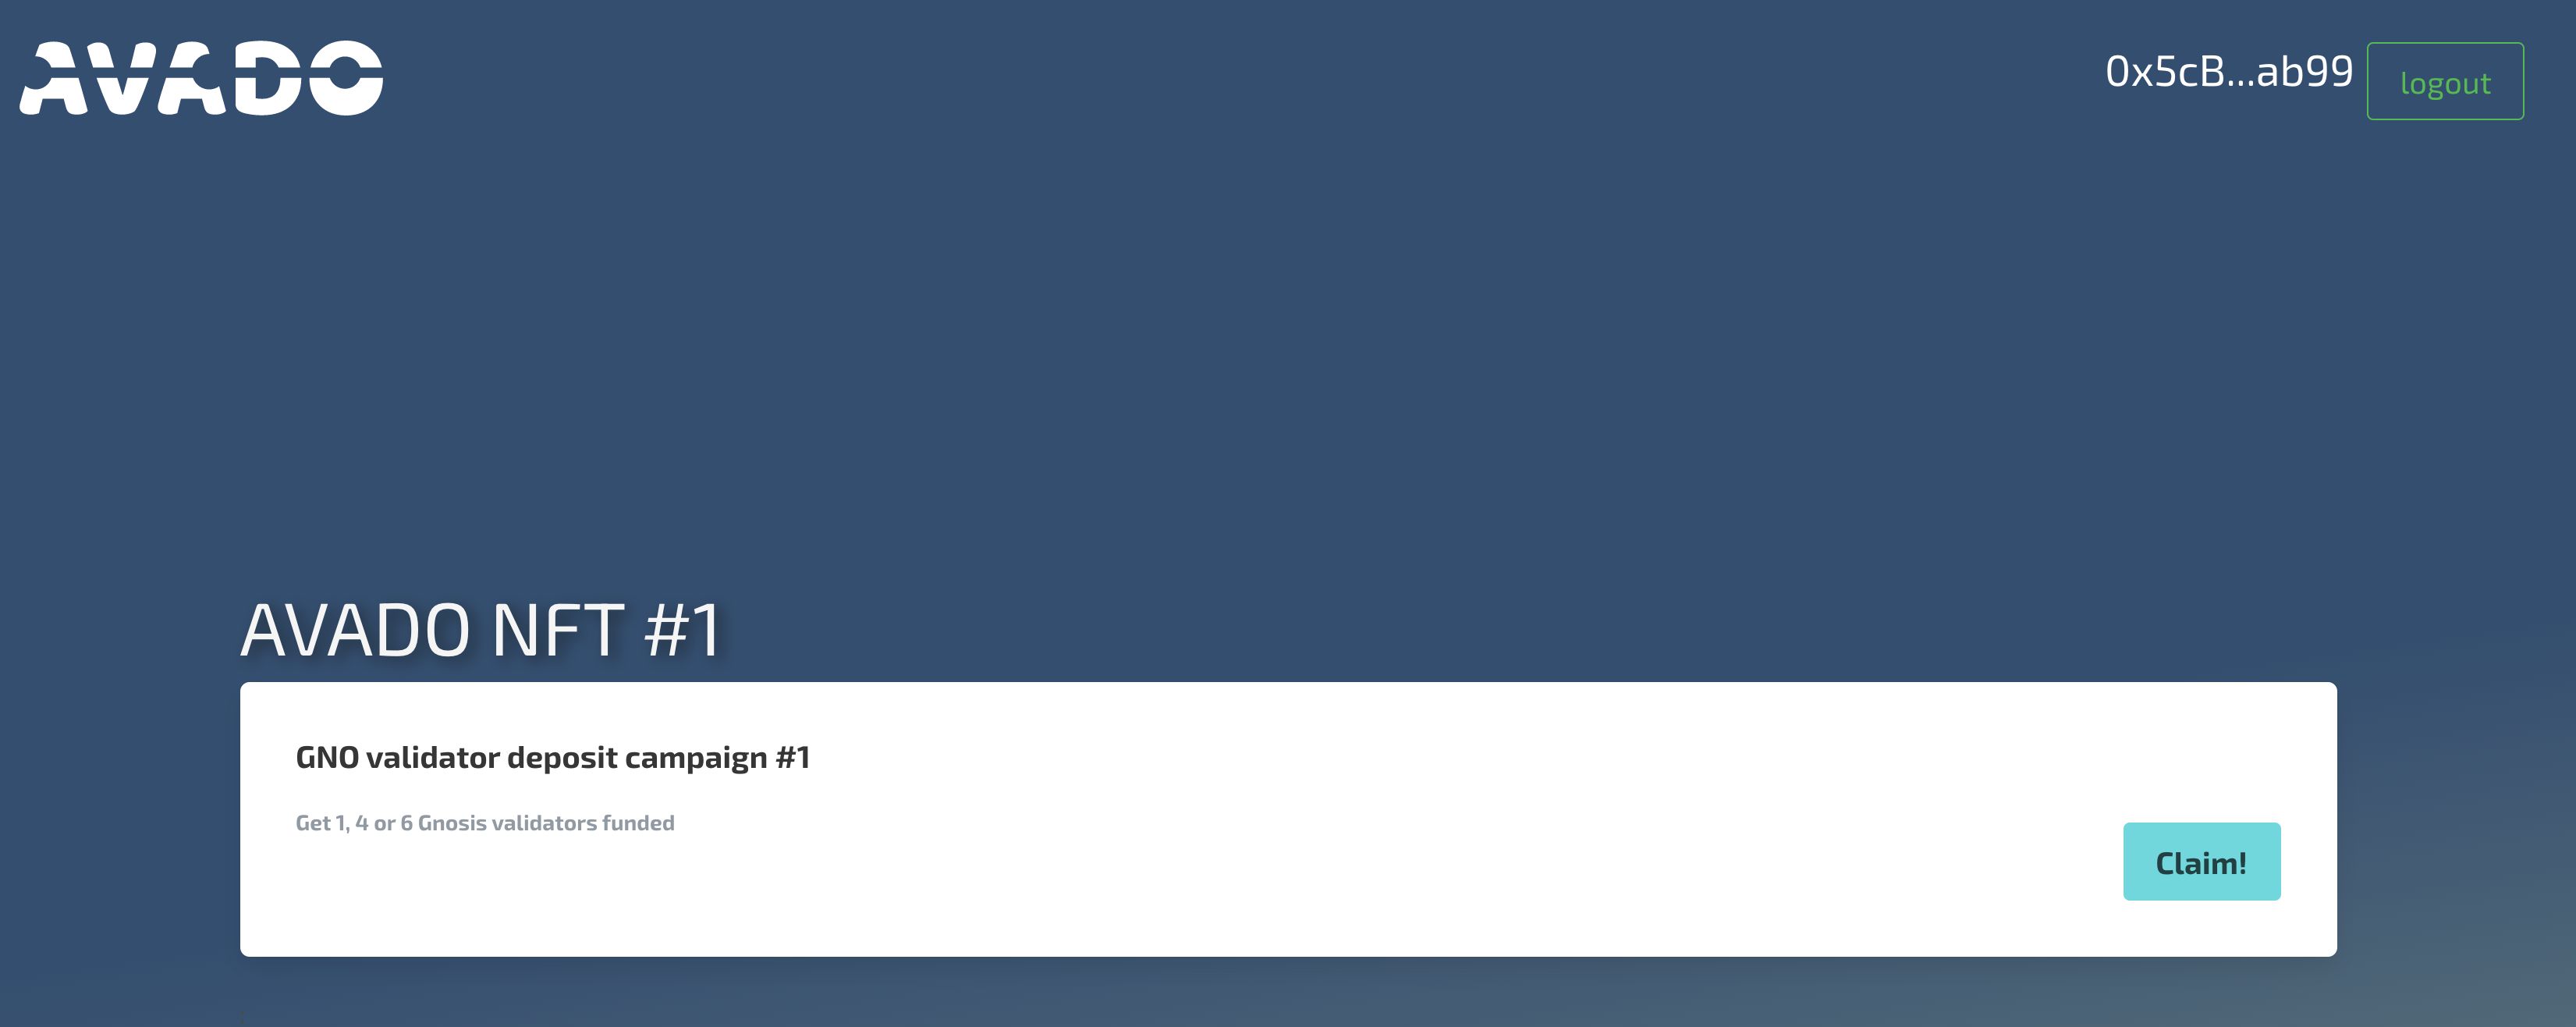 AVADO
0x5cB...ab99
logout
AVADO NFT #1
GNO validator deposit campaign #1
Get 1, 4 or 6 Gnosis validators funded
Claim!